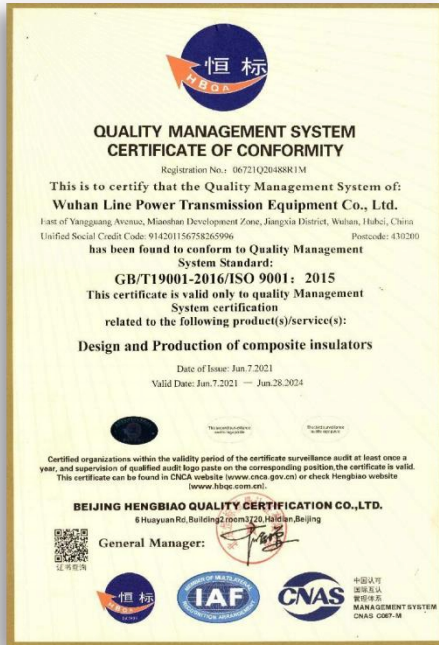 恒标
HBQA
QUALITY MANAGEMENT SYSTEM
CERTIFICATE OF CONFORMITY
Registration No.: 06721Q20488R1M
This is to certify that the Quality Management System of:
Wuhan Line Power Transmission Equipment Co., Ltd.
East of Yangguang Avenue, Miaoshan Development Zone, Jiangxia District, Wuhan, Hubei, China
Unified Social Credit Code: 914201156758265996 Postcode: 430200
has been found to conform to Quality Management
System Standard:
GB/T19001-2016/ISO 9001: 2015
This certificate is valid only to quality Management
System certification
related to the following product(s)/service(s):
Design and Production of composite insulators
Date of Issue: Jun.7.2021
Valid Date: Jun.7.2021 — Jun.28.2024
Certified organizations within the validity period of the certificate surveillance audit at least once a
year, and supervision of qualified audit logo paste on the corresponding position,the certificate is valid.
This certificate can be found in CNCA website (www.cnca.gov.cn) or check Hengbiao website
(www.hbqc.com.cn).
BEIJING HENGBIAO QUALITY CERTIFICATION CO.,LTD.
6 Huayuan Rd,Building2 room3720,Haidian,Beijing
General Manager:
证书查询
恒标
HBQA
MEMBER OF MULTILATERAL
IAF
RECOGNITION ARRANGEMENT
CNAS
中国认可
国际互认
管理体系
MANAGEMENT SYSTEM
CNAS C067-M